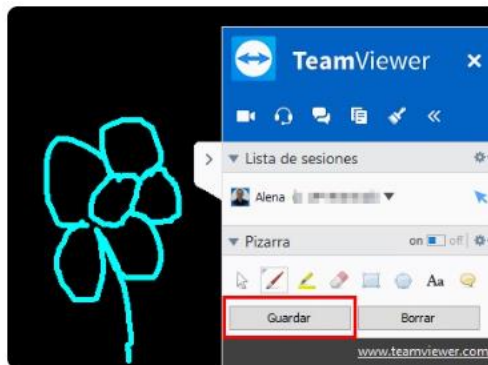 TeamViewer
Lista de sesiones
Alena
Pizarra on off
Aa
Guardar Borrar
www.teamviewer.com